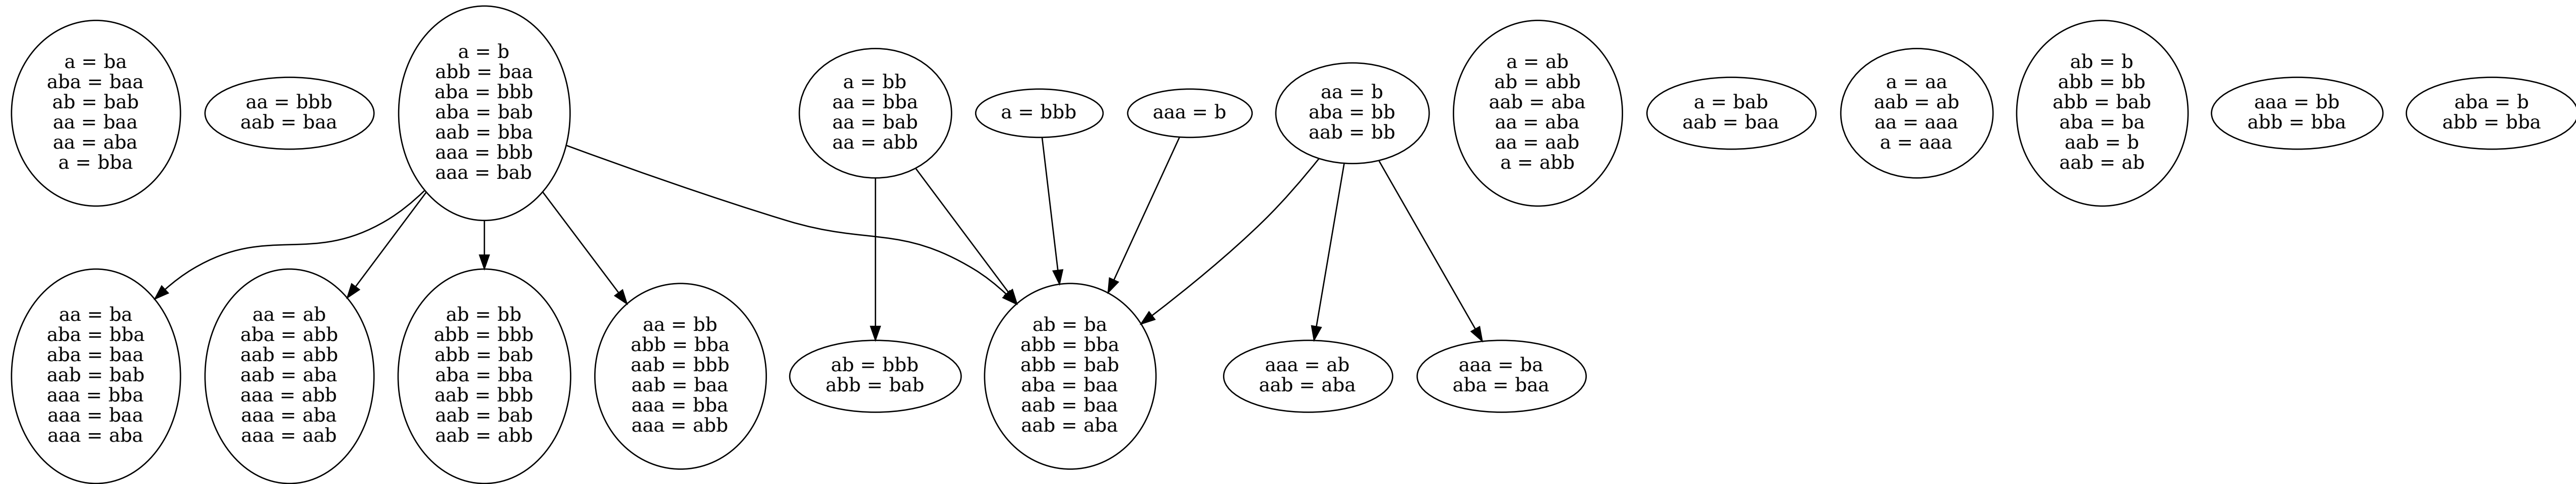 a = ba
aba = baa
ab = bab
aa = baa
aa = aba
a = bba
aa = bbb
aab = baa
a = b
abb = baa
aba = bbb
aba = bab
aab = bba
aaa = bbb
aaa = bab
a = bb
aa = bba
aa = bab
aa = abb
a = bbb
aaa = b
aa = b
aba = bb
aab = bb
a = ab
ab = abb
aab = aba
aa = aba
aa = aab
a = abb
a = bab
aab = baa
a = aa
aab = ab
aa = aaa
a = aaa
ab = b
abb = bb
abb = bab
aba = ba
aab = b
aab = ab
aaa = bb
abb = bba
aba = b
abb = bba
aa = ba
aba = bba
aba = baa
aab = bab
aaa = bba
aaa = baa
aaa = aba
aa = ab
aba = abb
aab = abb
aab = aba
aaa = abb
aaa = aba
aaa = aab
ab = bb
abb = bbb
abb = bab
aba = bba
aab = bbb
aab = bab
aab = abb
aa = bb
abb = bba
aab = bbb
aab = baa
aaa = bba
aaa = abb
ab = bbb
abb = bab
ab = ba
abb = bba
abb = bab
aba = baa
aab = baa
aab = aba
aaa = ab
aab = aba
aaa = ba
aba = baa